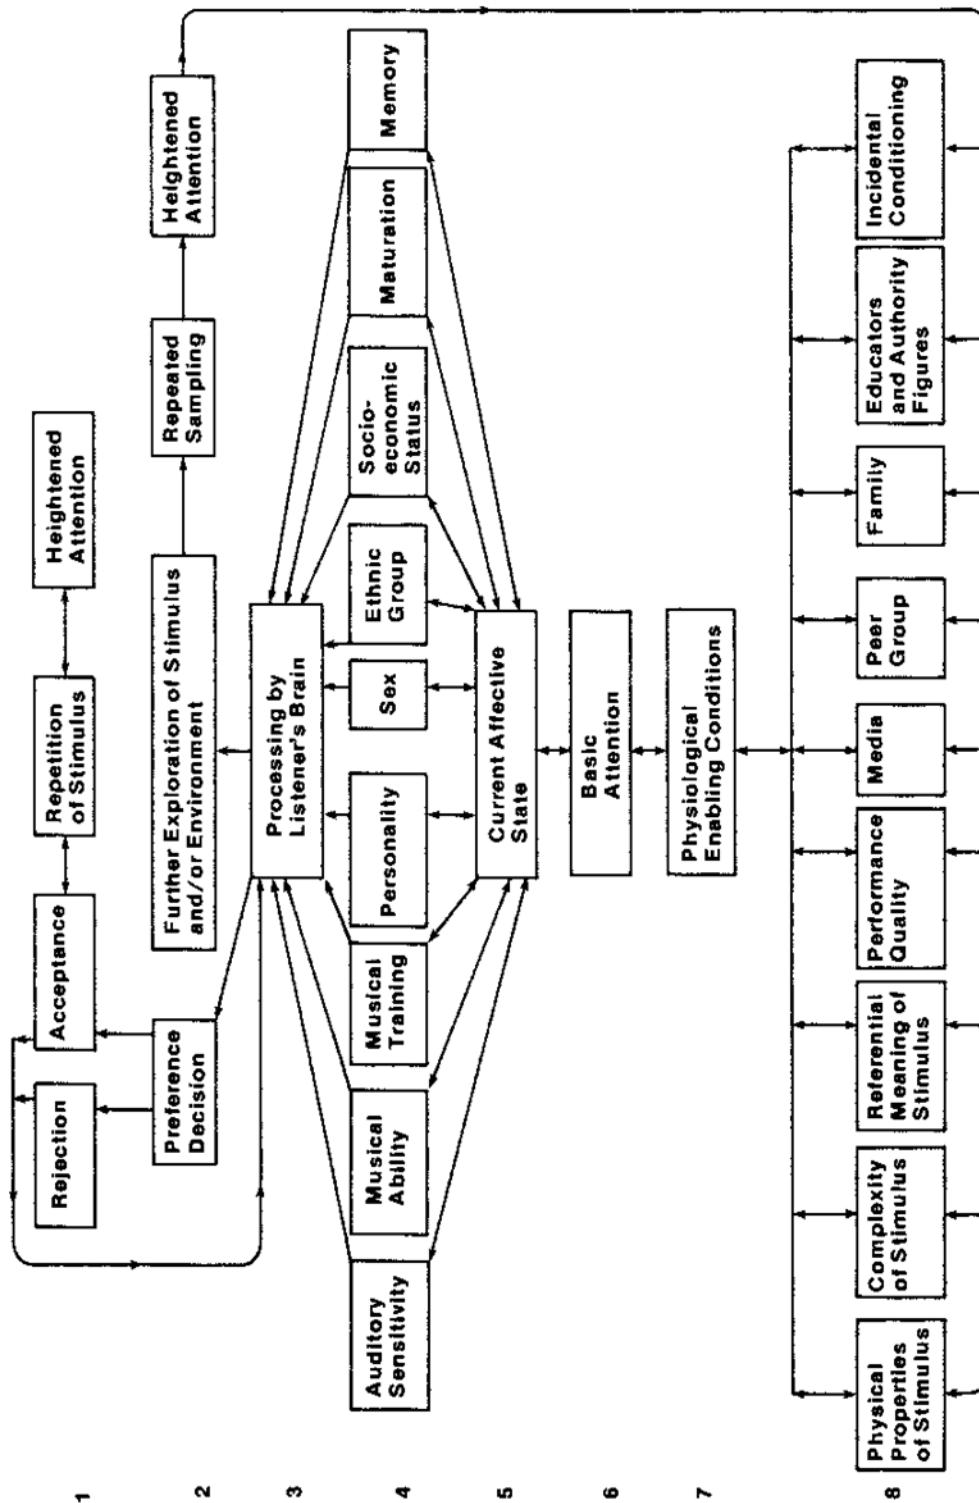 1
Rejection
Acceptance
Repetition
of Stimulus
Heightened
Attention
2
Preference
Decision
Further Exploration of Stimulus
and/or Environment
Repeated
Sampling
Heightened
Attention
3
Processing by
Listener's Brain
4
Auditory
Sensitivity
Musical
Ability
Musical
Training
Personality
Sex
Ethnic
Group
Socio-
economic
Status
Maturation
Memory
5
Current Affective
State
6
Basic
Attention
7
Physiological
Enabling Conditions
8
Physical
Properties
of Stimulus
Complexity
of Stimulus
Referential
Meaning of
Stimulus
Performance
Quality
Media
Peer
Group
Family
Educators
and Authority
Figures
Incidental
Conditioning